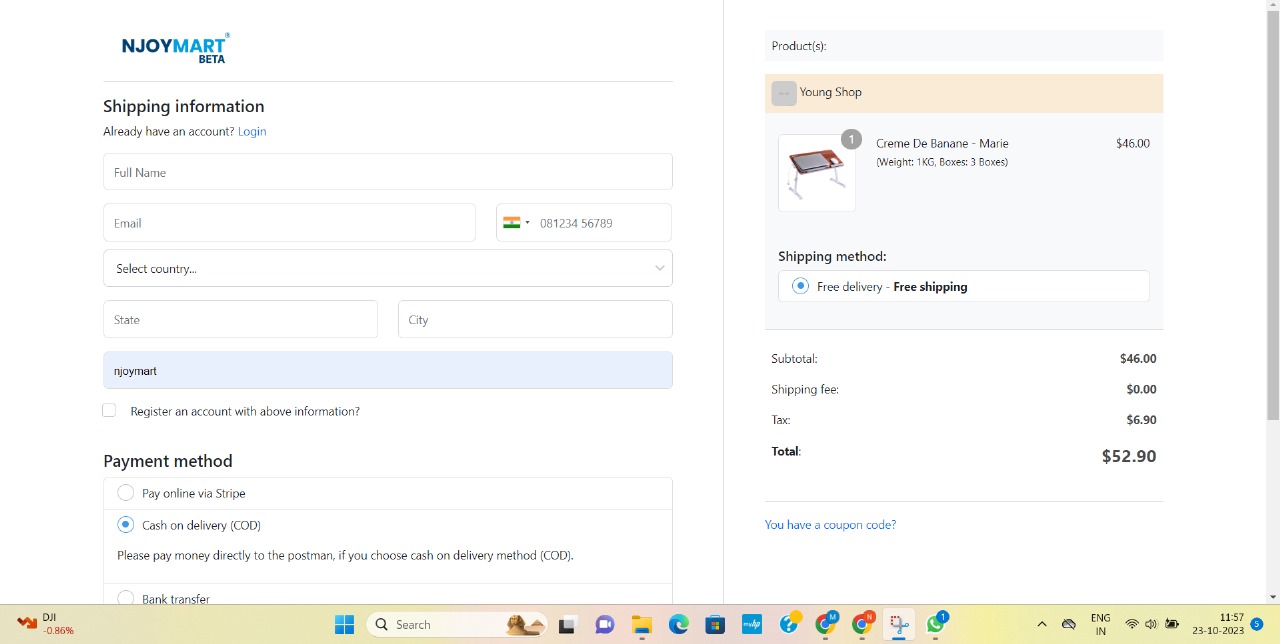 NJOYMART®
BETA
Shipping information
Already have an account? Login
Full Name
Email
081234 56789
Select country...
State
City
njoymart
Register an account with above information?
Payment method
Pay online via Stripe
Cash on delivery (COD)
Please pay money directly to the postman, if you choose cash on delivery method (COD).
Bank transfer
Product(s):
Young Shop
1
Creme De Banane - Marie
$46.00
(Weight: 1KG, Boxes: 3 Boxes)
Shipping method:
Free delivery - Free shipping
Subtotal: $46.00
Shipping fee: $0.00
Tax: $6.90
Total: $52.90
You have a coupon code?
DJI
-0.86%
Search
myhp
M
N
1
ENG
IN
11:57
23-10-2023
5